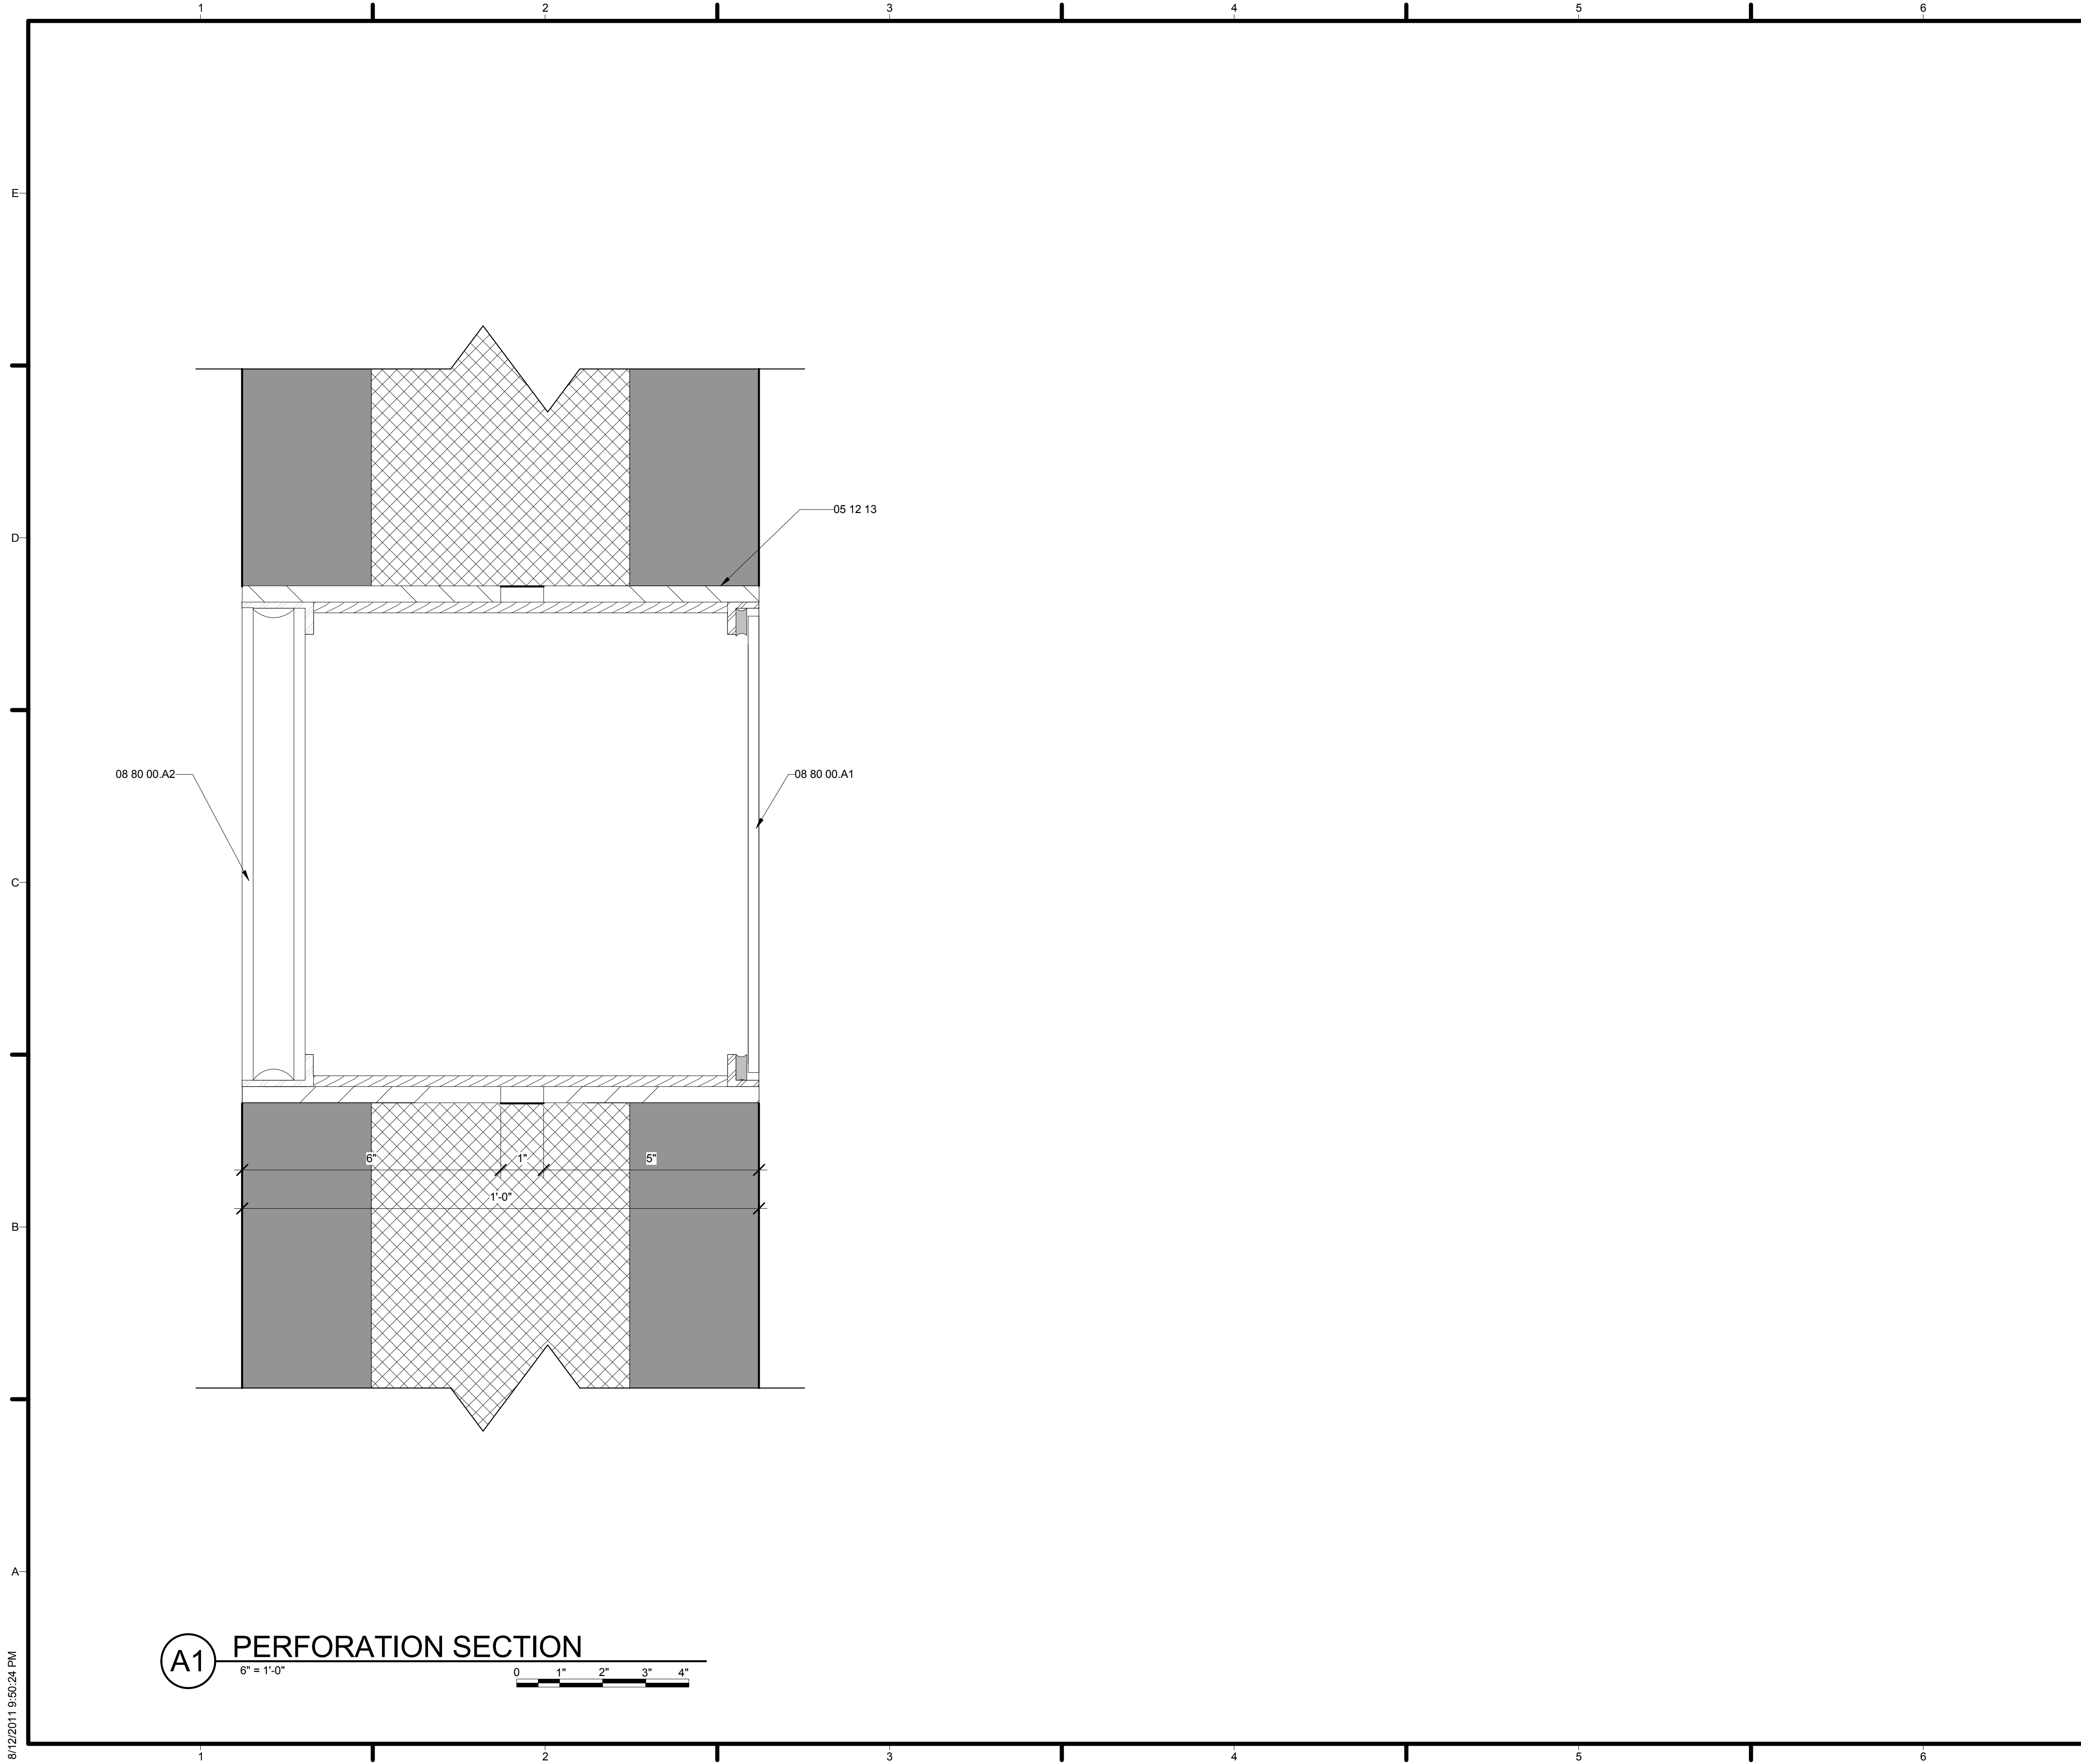 1 2 3 4 5 6
E
05 12 13
D
08 80 00.A2
08 80 00.A1
C
6" 1" 5"
1'-0"
B
A
A1 PERFORATION SECTION
6" = 1'-0"
0 1" 2" 3" 4"
8/12/2011 9:50:24 PM
1 2 3 4 5 6